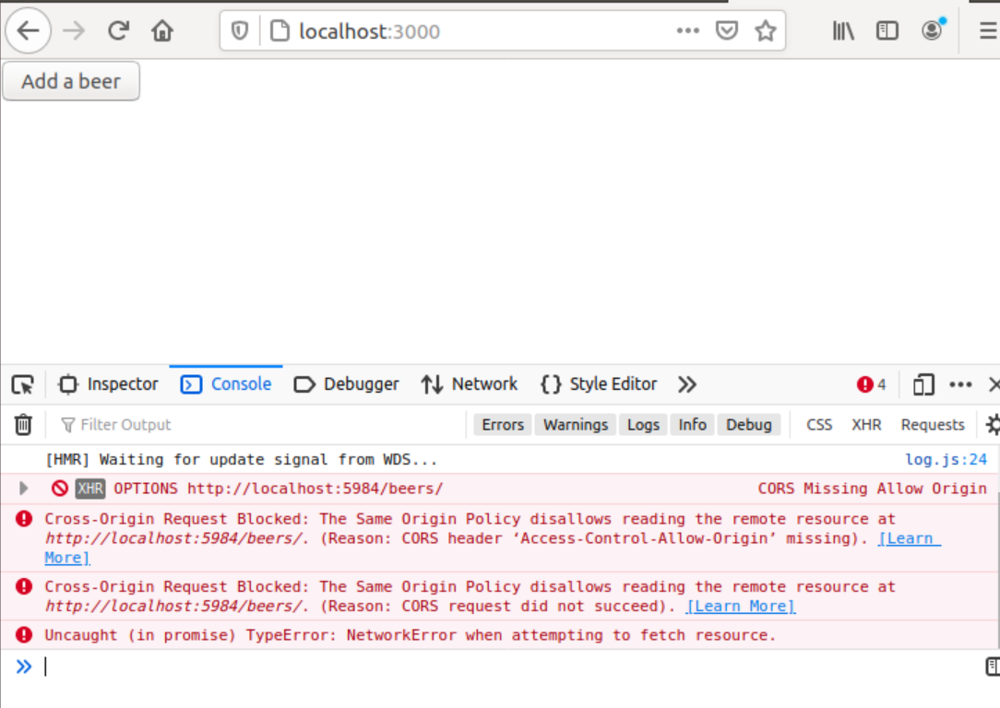 localhost:3000
Add a beer
Inspector Console Debugger Network Style Editor 4
Filter Output Errors Warnings Logs Info Debug CSS XHR Requests
[HMR] Waiting for update signal from WDS... log.js:24
XHR OPTIONS http://localhost:5984/beers/ CORS Missing Allow Origin
Cross-Origin Request Blocked: The Same Origin Policy disallows reading the remote resource at
http://localhost:5984/beers/. (Reason: CORS header ‘Access-Control-Allow-Origin’ missing). [Learn
More]
Cross-Origin Request Blocked: The Same Origin Policy disallows reading the remote resource at
http://localhost:5984/beers/. (Reason: CORS request did not succeed). [Learn More]
Uncaught (in promise) TypeError: NetworkError when attempting to fetch resource.